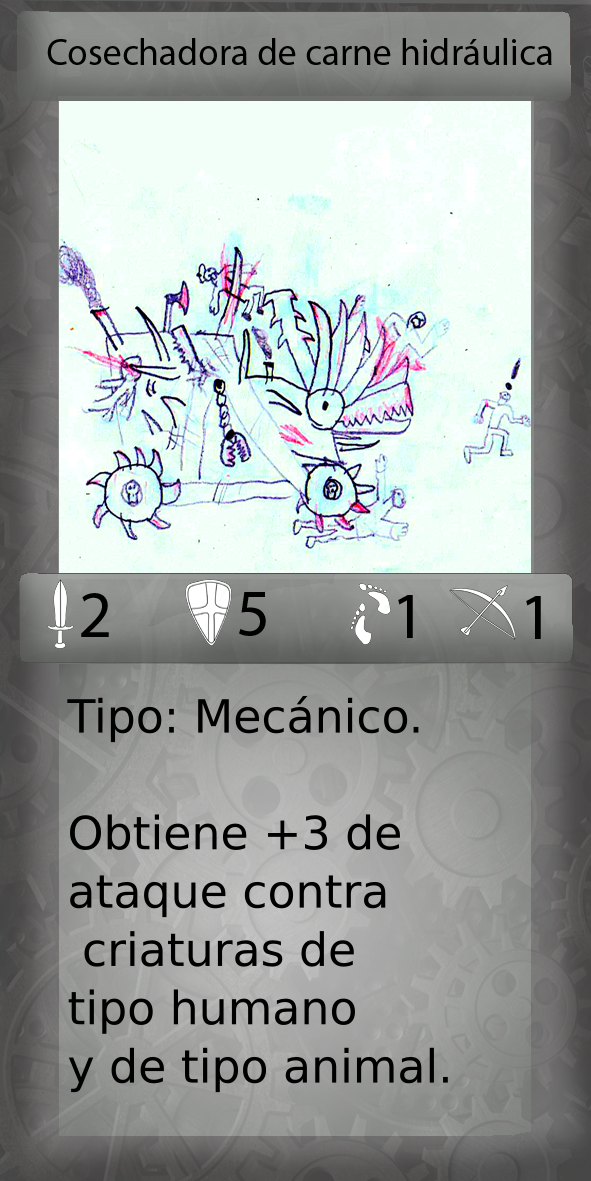 Cosechadora de carne hidráulica
2 5 1 1
Tipo: Mecánico.
Obtiene +3 de
ataque contra
criaturas de
tipo humano
y de tipo animal.